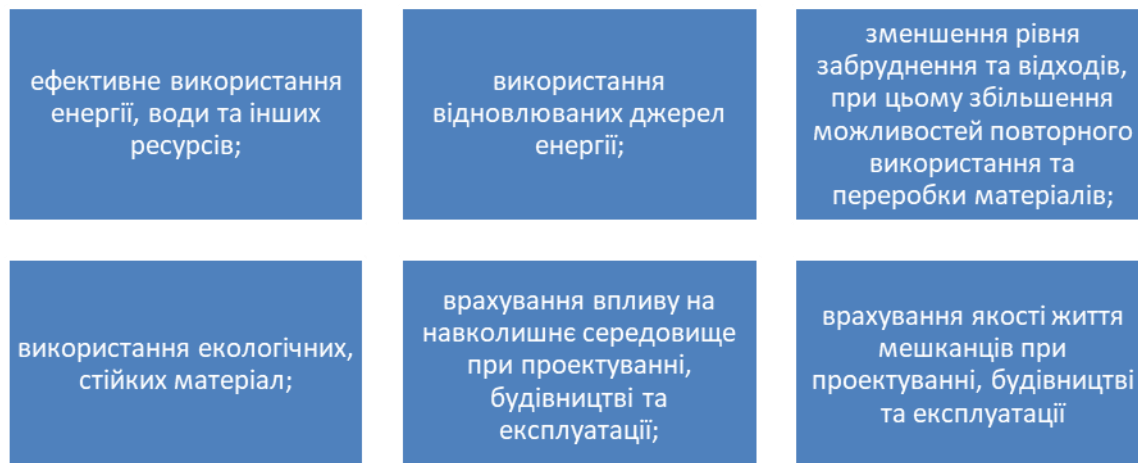 ефективне використання
енергії, води та інших
ресурсів;
використання
відновлюваних джерел
енергії;
зменшення рівня
забруднення та відходів,
при цьому збільшення
можливостей повторного
використання та
переробки матеріалів;
використання екологічних,
стійких матеріал;
врахування впливу на
навколишнє середовище
при проектуванні,
будівництві та
експлуатації;
врахування якості життя
мешканців при
проектуванні, будівництві
та експлуатації